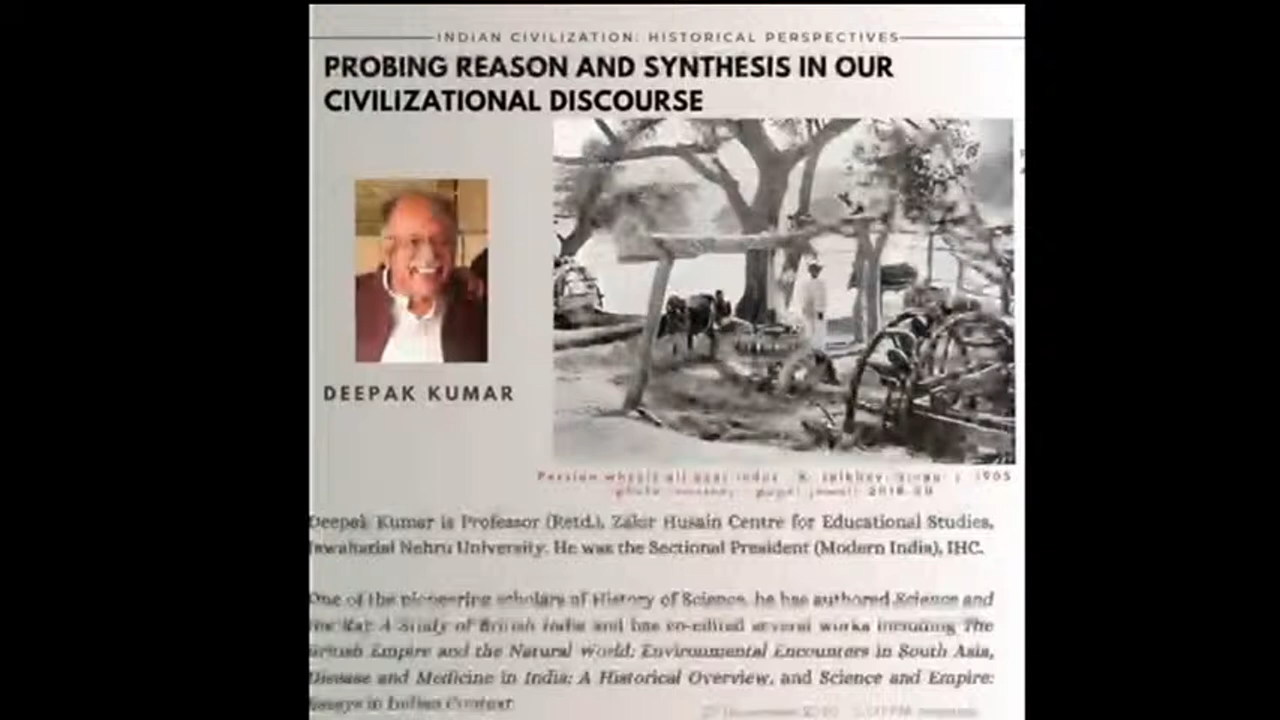 INDIAN CIVILIZATION: HISTORICAL PERSPECTIVES
PROBING REASON AND SYNTHESIS IN OUR
CIVILIZATIONAL DISCOURSE
DEEPAK KUMAR
Persian 1905
2019-20
Deepak Kumar is Professor (Retd.), Zakir Husain Centre for Educational Studies,
Jawaharlal Nehru University. He was the Sectional President (Modern India), IHC.
One of the pioneering scholars of History of Science, he has authored Science and
the Raj: A Study of British India and has co-edited several works including The
British Empire and the Natural World: Environmental Encounters in South Asia,
Disease and Medicine in India: A Historical Overview, and Science and Empire:
Essays in Indian Context